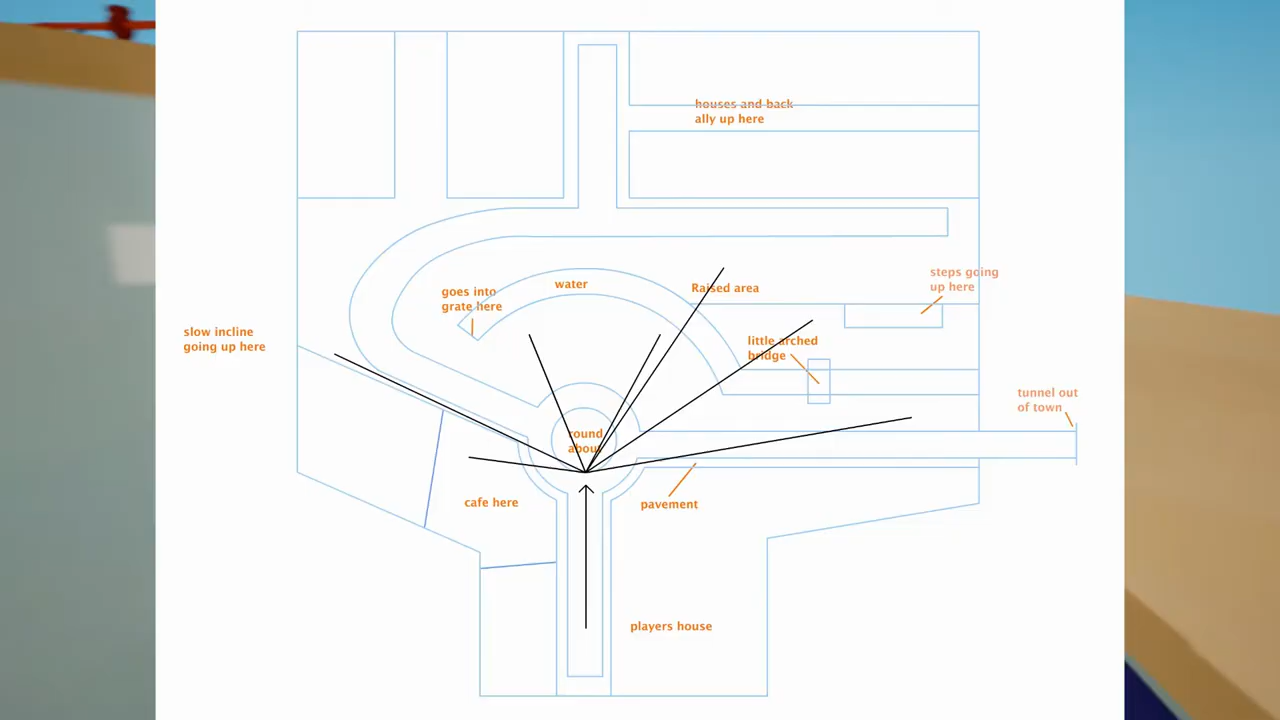 houses and back
ally up here
steps going
up here
goes into
grate here
water
Raised area
slow incline
going up here
little arched
bridge
tunnel out
of town
round
about
cafe here
pavement
players house